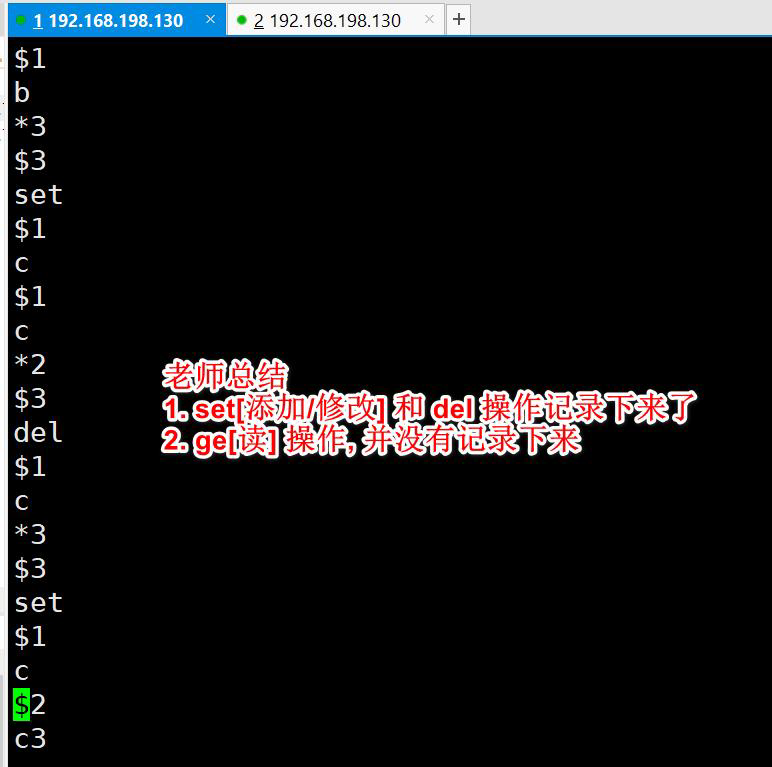 1 192.168.198.130 × 2 192.168.198.130 × +
$1
b
*3
$3
set
$1
c
$1
c
*2
$3
del
$1
c
*3
$3
set
$1
c
$2
c3
老师总结
1. set[添加/修改] 和 del 操作记录下来了
2. ge[读] 操作, 并没有记录下来